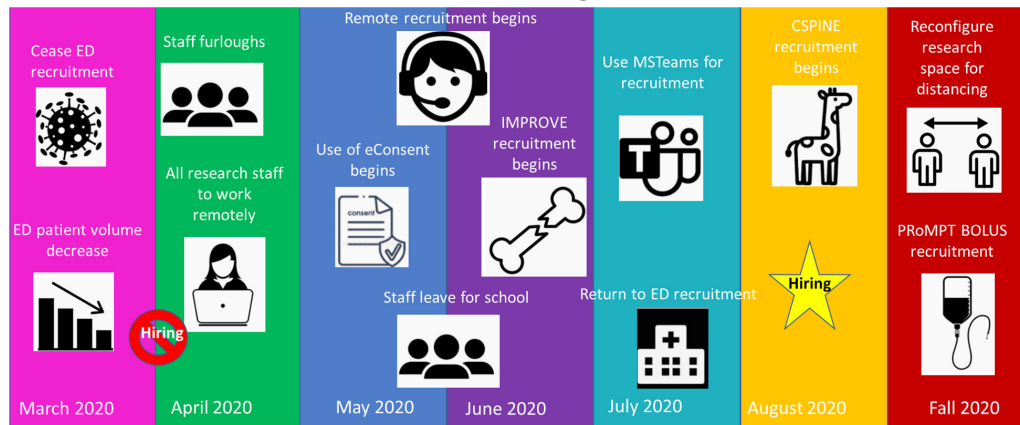 Cease ED
recruitment
ED patient volume
decrease
Hiring
March 2020
Staff furloughs
All research staff
to work
remotely
April 2020
Remote recruitment begins
Use of eConsent
begins
consent
IMPROVE
recruitment
begins
Staff leave for school
May 2020
June 2020
Use MSTeams for
recruitment
T
Return to ED recruitment
July 2020
CSPINE
recruitment
begins
Hiring
August 2020
Reconfigure
research
space for
distancing
PRoMPT BOLUS
recruitment
Fall 2020